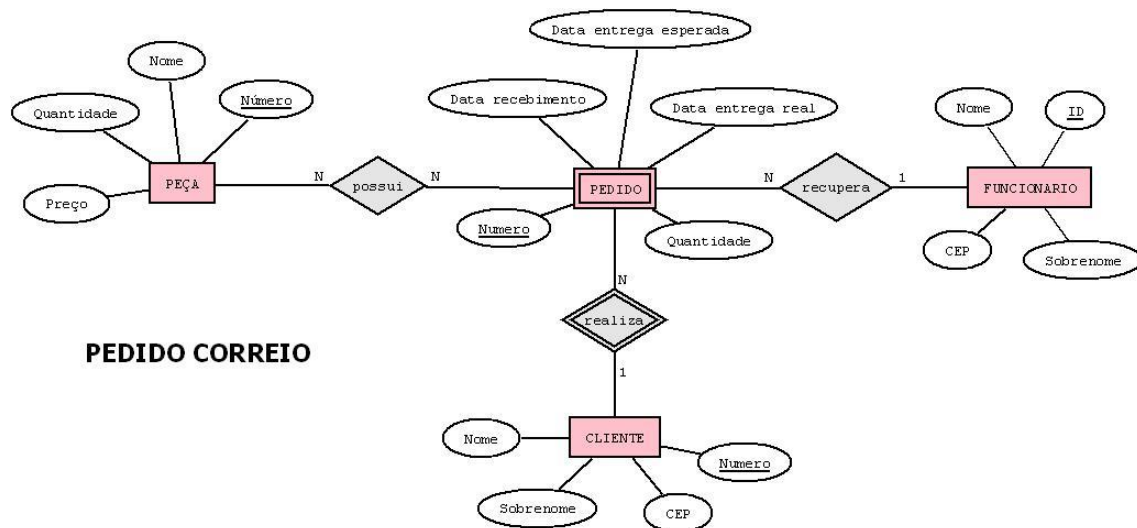 Data entrega esperada
Nome
Quantidade
Número
Data recebimento
Data entrega real
Nome
ID
PEÇA
N
possui
N
PEDIDO
N
recupera
1
FUNCIONARIO
Preço
Numero
Quantidade
CEP
Sobrenome
N
realiza
PEDIDO CORREIO
1
Nome
CLIENTE
Numero
Sobrenome
CEP